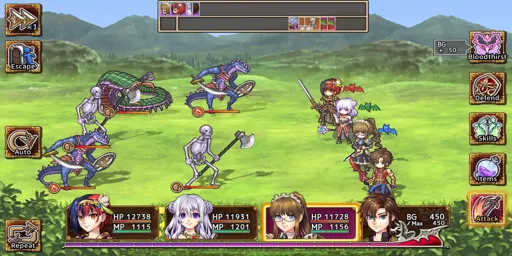 ×1
Escape
Auto
Repeat
BG
+ 50
Bloodthirst
Defend
Skills
Items
Attack
HP 12738
MP 1115
HP 11931
MP 1201
HP 11728
MP 1156
BG 450
/Max 450